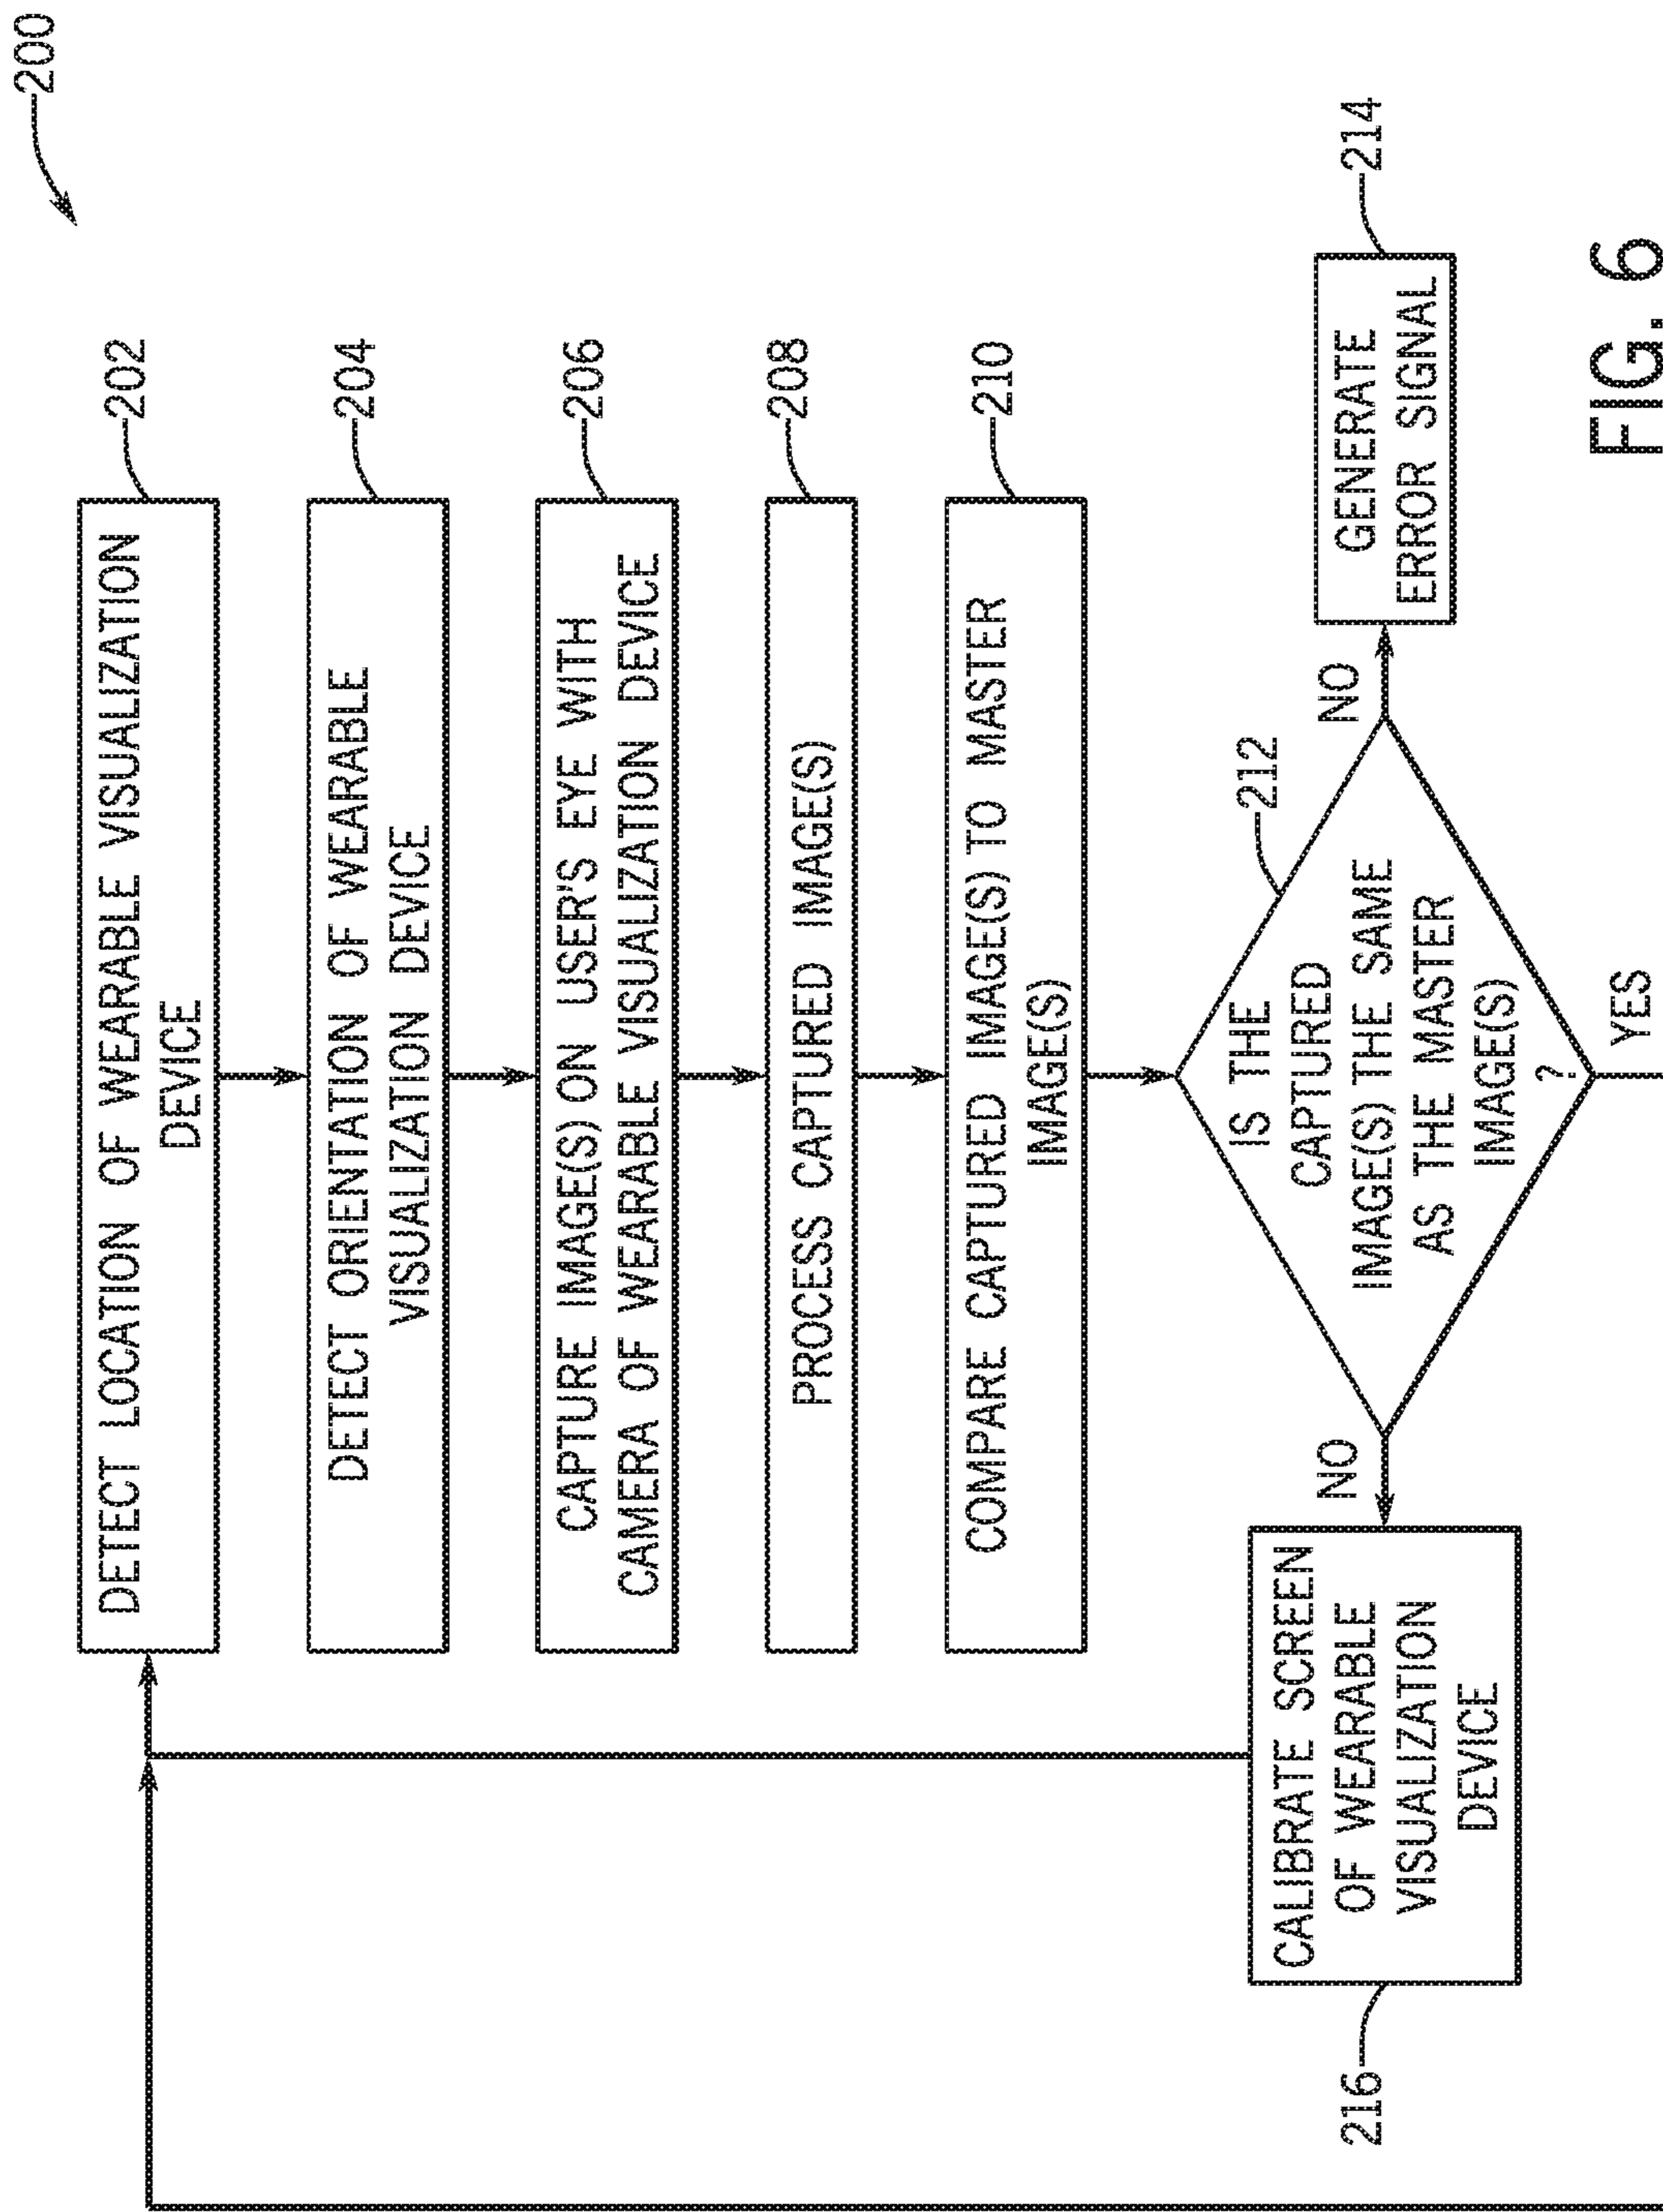 200
DETECT LOCATION OF WEARABLE VISUALIZATION
DEVICE
202
DETECT ORIENTATION OF WEARABLE
VISUALIZATION DEVICE
204
CAPTURE IMAGE(S) ON USER'S EYE WITH
CAMERA OF WEARABLE VISUALIZATION DEVICE
206
PROCESS CAPTURED IMAGE(S)
208
COMPARE CAPTURED IMAGE(S) TO MASTER
IMAGE(S)
210
IS THE
CAPTURED
IMAGE(S) THE SAME
AS THE MASTER
IMAGE(S)
?
212
NO
GENERATE
ERROR SIGNAL
214
NO
CALIBRATE SCREEN
OF WEARABLE
VISUALIZATION
DEVICE
216
YES
FIG. 6